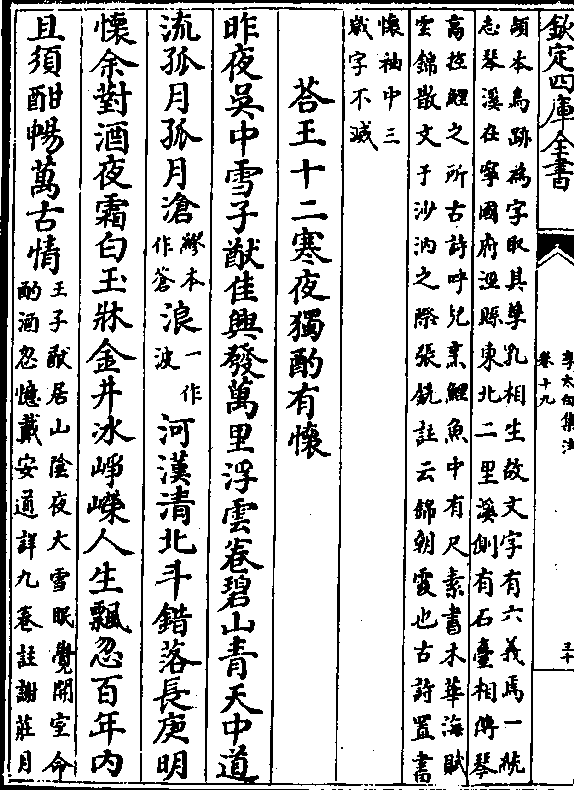 欽定四庫全書
李太白集注
卷十九
三十
頡本鳥跡為字取其孳乳相生故文字有六義焉一統
志琴溪在寧國府涇縣東北二里溪側有石臺相傳琴
高控鯉之所古詩呼兒烹鯉魚中有尺素書木華海賦
雲錦散文于沙汭之際張銑註云錦朝霞也古詩置書
懷袖中三
歲字不滅
荅王十二寒夜獨酌有懷
昨夜吳中雪子猷佳興發萬里浮雲卷碧山青天中道
流孤月孤月滄繆本作蒼浪一作波河漢清北斗錯落長庚明
懷余對酒夜霜白玉牀金井冰崢嶸人生飄忽百年內
且須酣暢萬古情王子猷居山陰夜大雪眠覺開室命
酌酒忽憶戴安道詳九卷註謝莊月